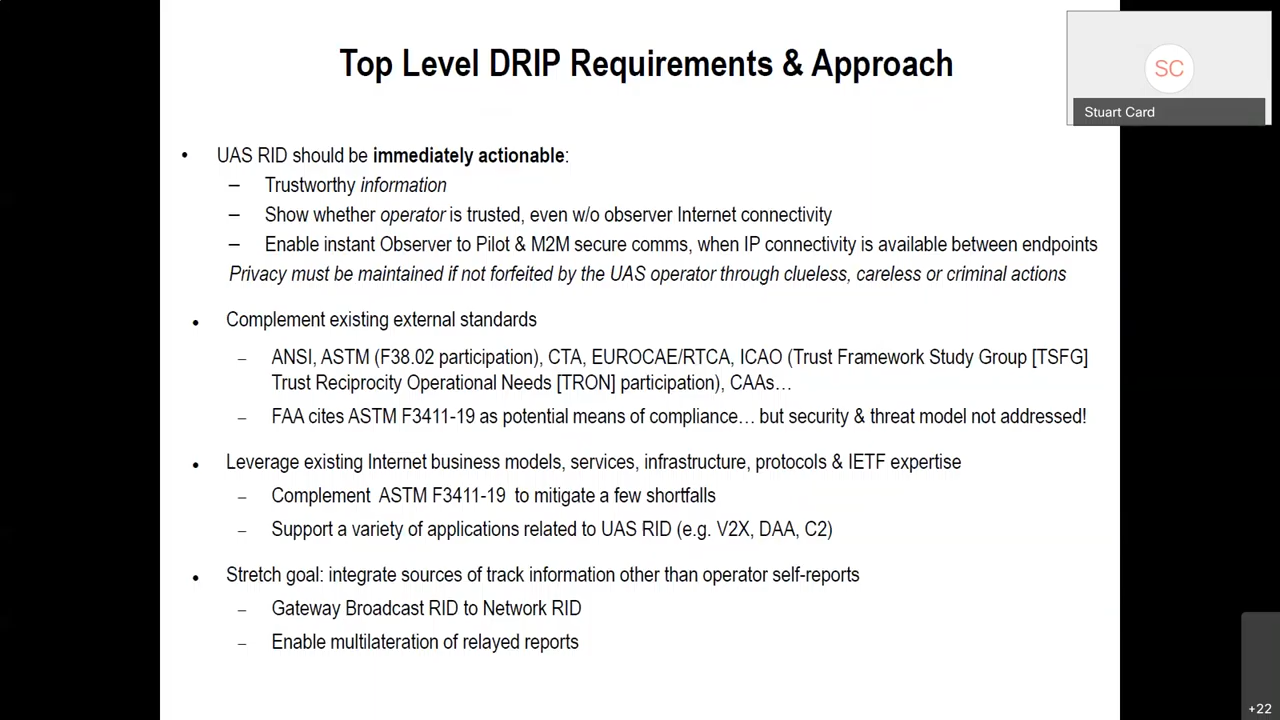 Top Level DRIP Requirements & Approach
SC
Stuart Card
• UAS RID should be immediately actionable:
– Trustworthy information
– Show whether operator is trusted, even w/o observer Internet connectivity
– Enable instant Observer to Pilot & M2M secure comms, when IP connectivity is available between endpoints
Privacy must be maintained if not forfeited by the UAS operator through clueless, careless or criminal actions
• Complement existing external standards
– ANSI, ASTM (F38.02 participation), CTA, EUROCAE/RTCA, ICAO (Trust Framework Study Group [TSFG]
Trust Reciprocity Operational Needs [TRON] participation), CAAs…
– FAA cites ASTM F3411-19 as potential means of compliance… but security & threat model not addressed!
• Leverage existing Internet business models, services, infrastructure, protocols & IETF expertise
– Complement ASTM F3411-19 to mitigate a few shortfalls
– Support a variety of applications related to UAS RID (e.g. V2X, DAA, C2)
• Stretch goal: integrate sources of track information other than operator self-reports
– Gateway Broadcast RID to Network RID
– Enable multilateration of relayed reports
+22